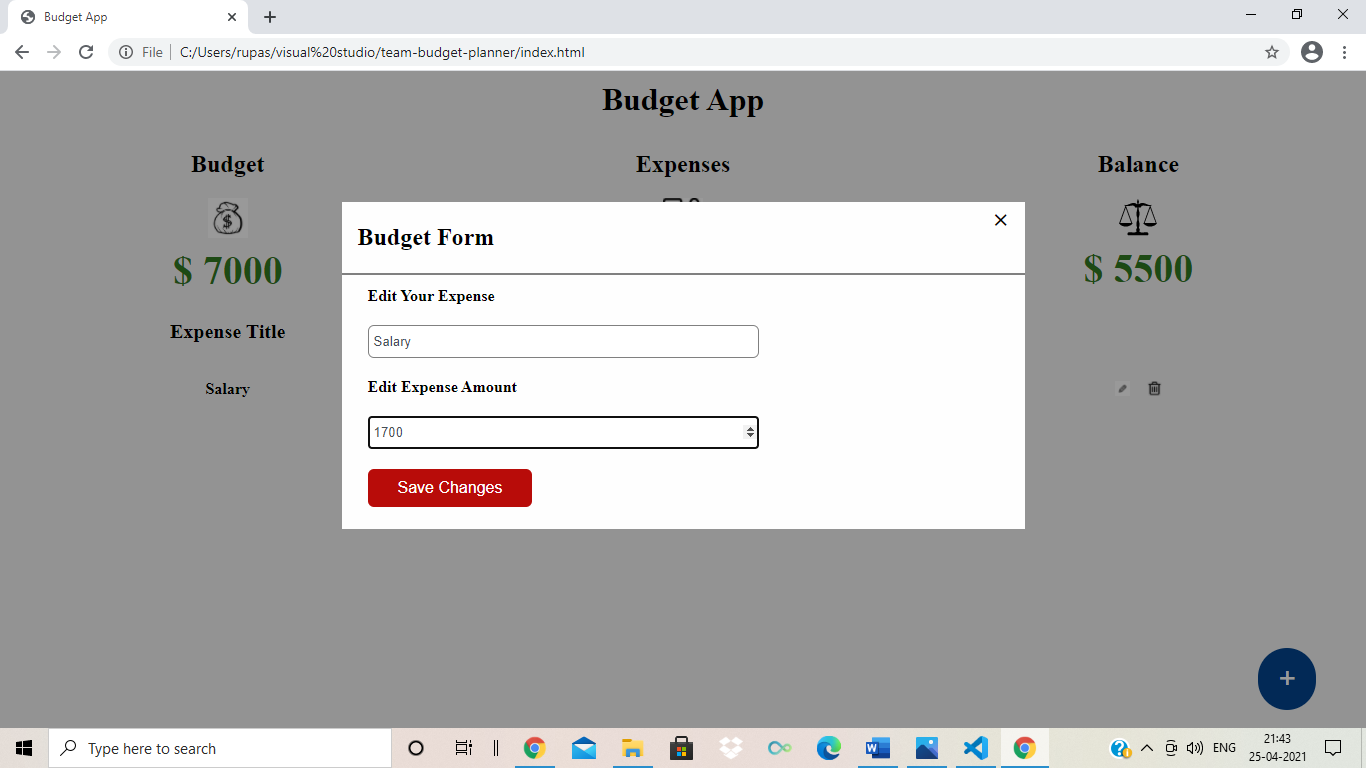 Budget App
File
C:/Users/rupas/visual%20studio/team-budget-planner/index.html
Budget App
Budget
Expenses
Balance
$ 7000
$ 5500
Budget Form
Edit Your Expense
Salary
Edit Expense Amount
1700
Save Changes
Expense Title
Salary
+
Type here to search
ENG
21:43
25-04-2021